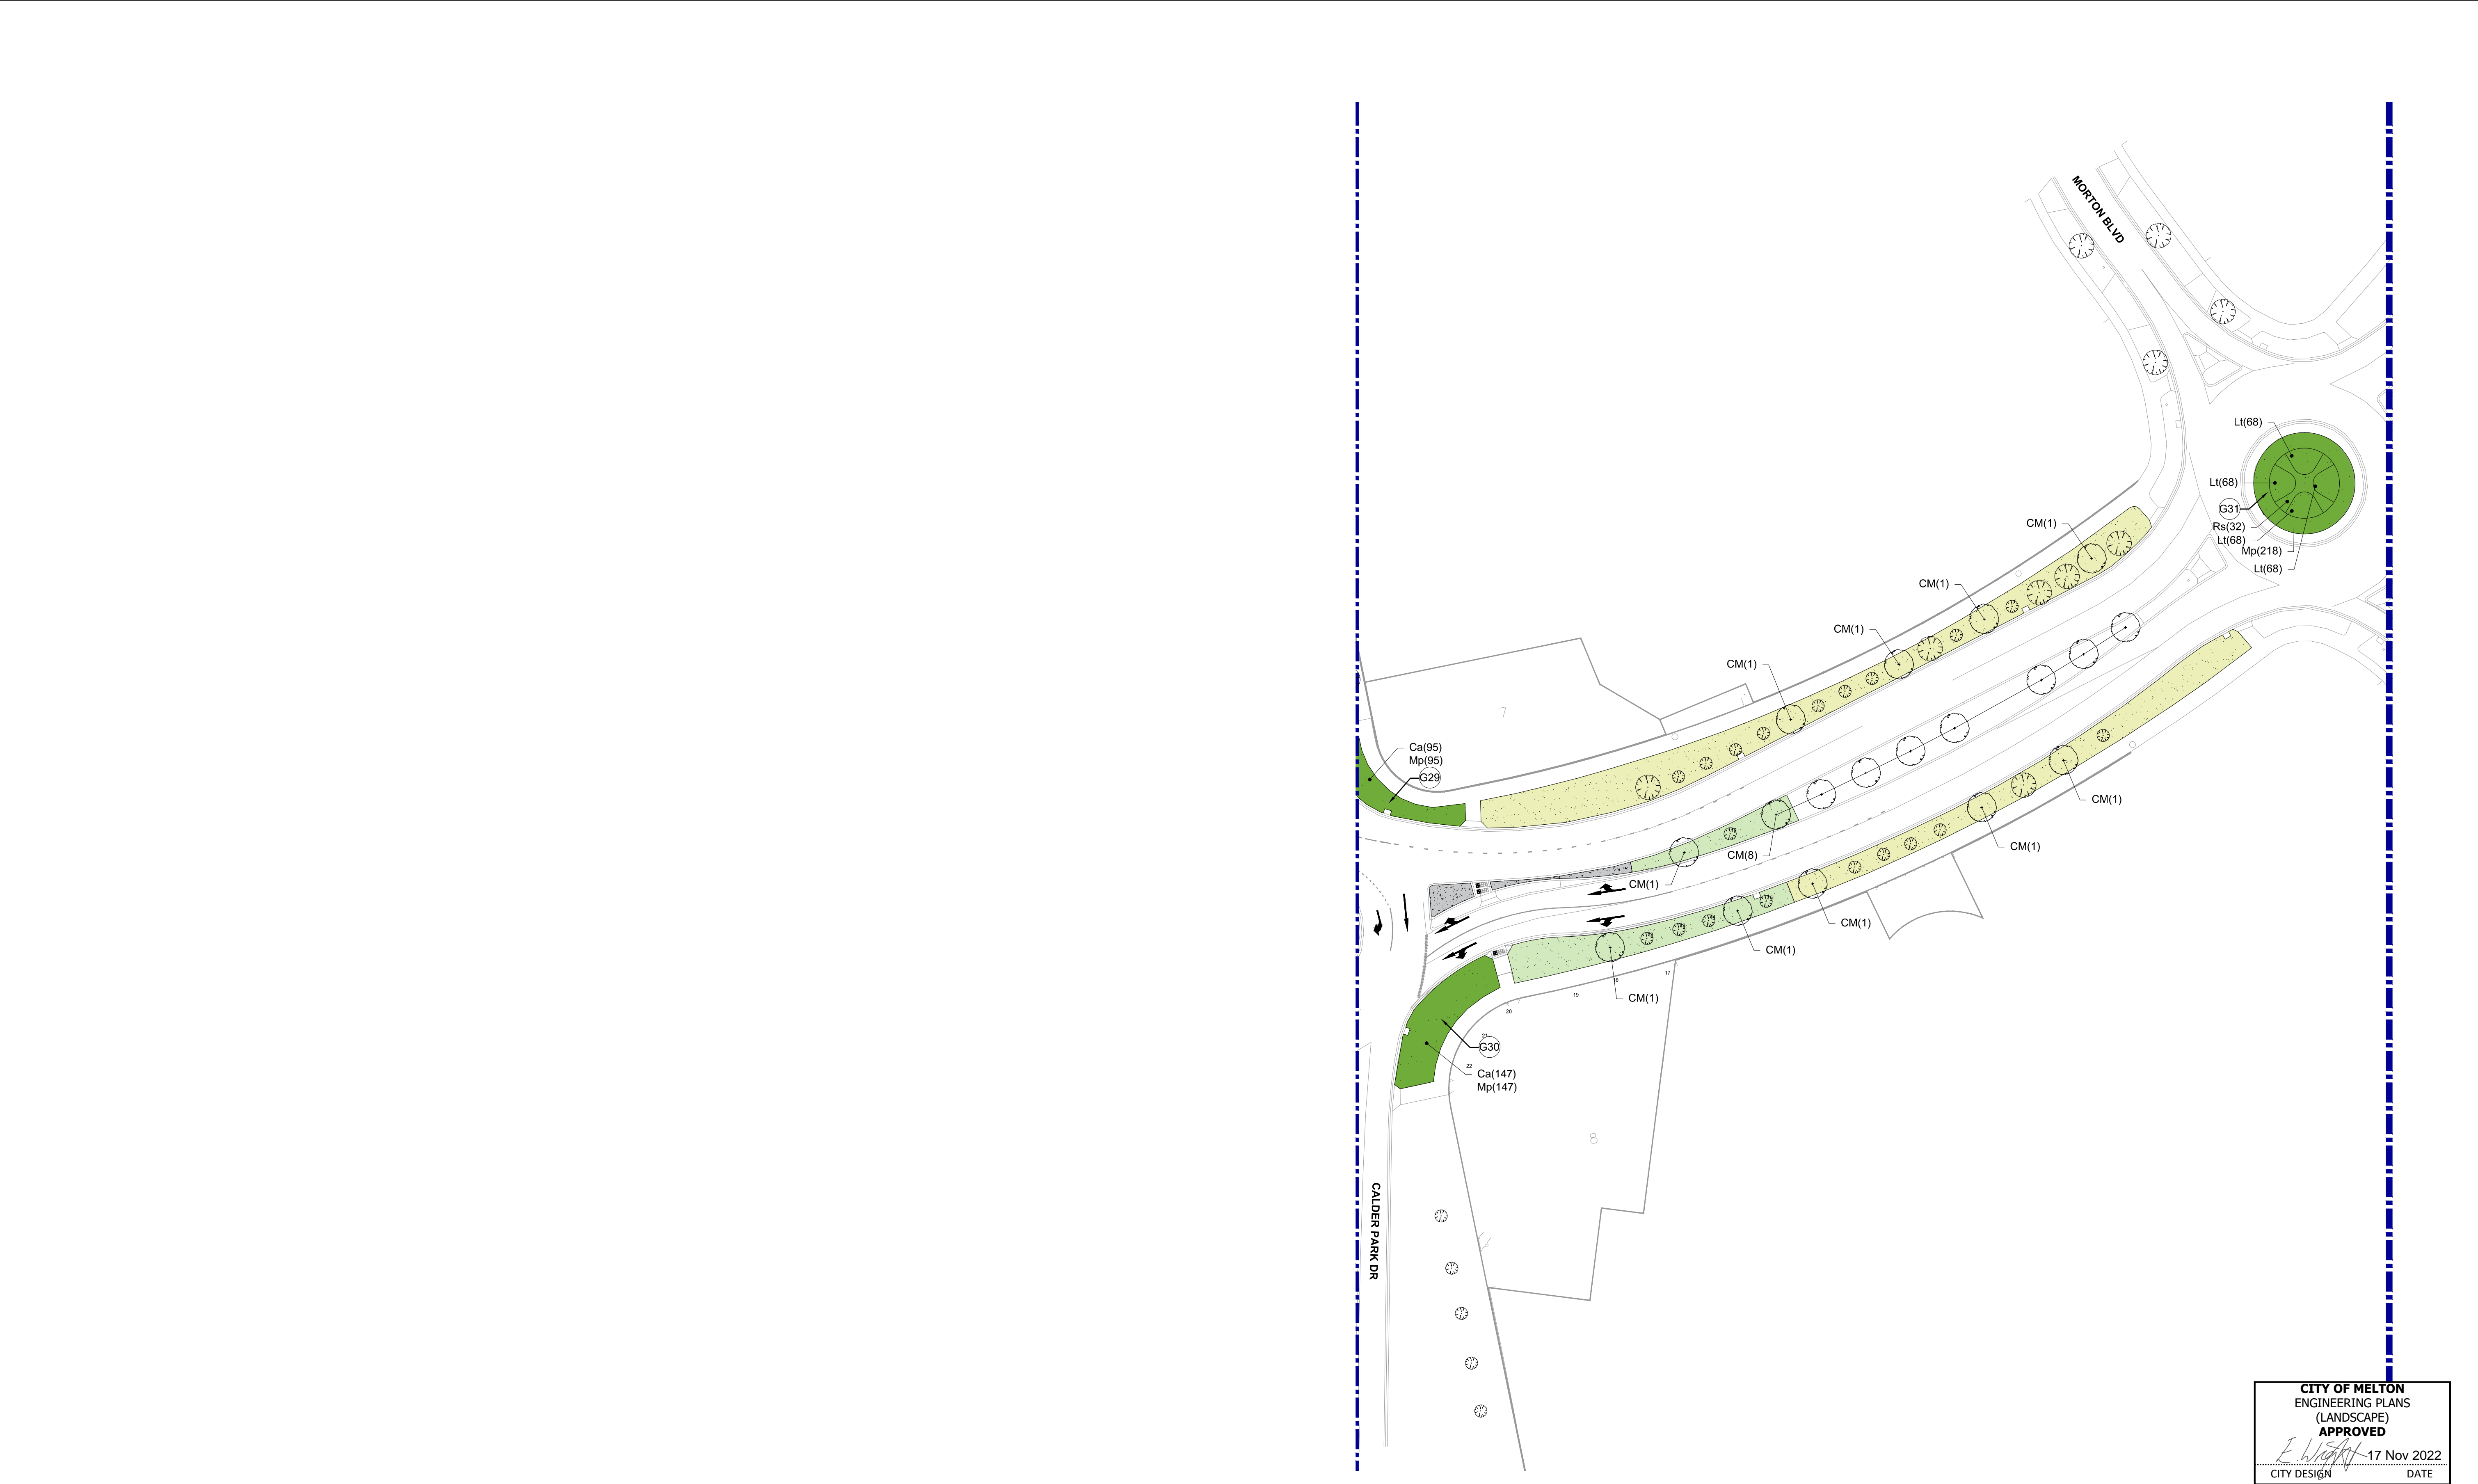 MORTON BLVD
Lt(68)
Lt(68)
G31
Rs(32)
Lt(68)
Mp(218)
Lt(68)
CM(1)
CM(1)
CM(1)
CM(1)
7
Ca(95)
Mp(95)
G29
CM(1)
CM(8)
CM(1)
CM(1)
CM(1)
CM(1)
CM(1)
CM(1)
17
18
19
20
21
22
G30
Ca(147)
Mp(147)
8
CALDER PARK DR
CITY OF MELTON
ENGINEERING PLANS
(LANDSCAPE)
APPROVED
E. Wight 17 Nov 2022
CITY DESIGN DATE